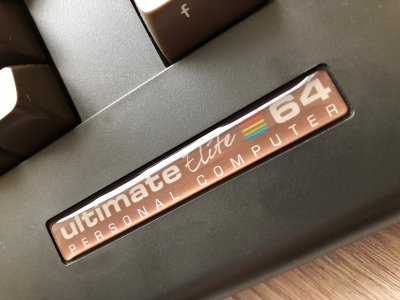 f
ultimate Elite 64
PERSONAL COMPUTER